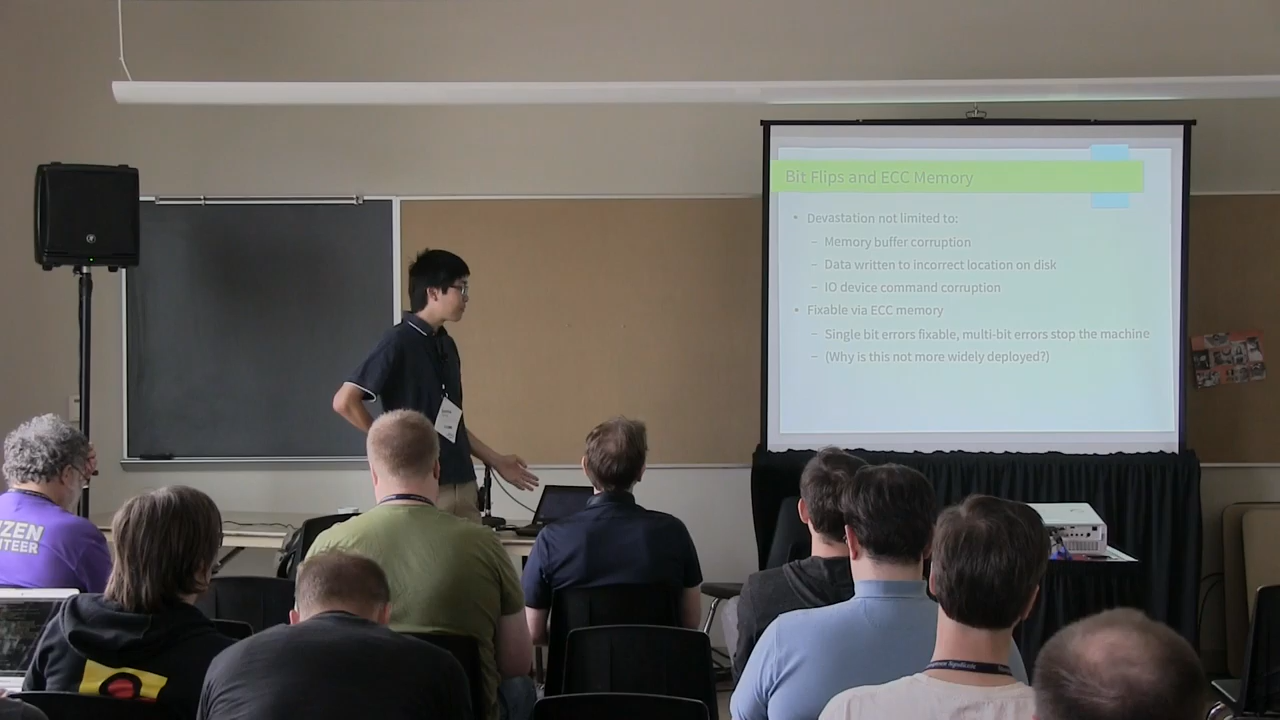 Bit Flips and ECC Memory
• Devastation not limited to:
– Memory buffer corruption
– Data written to incorrect location on disk
– IO device command corruption
• Fixable via ECC memory
– Single bit errors fixable, multi-bit errors stop the machine
– (Why is this not more widely deployed?)